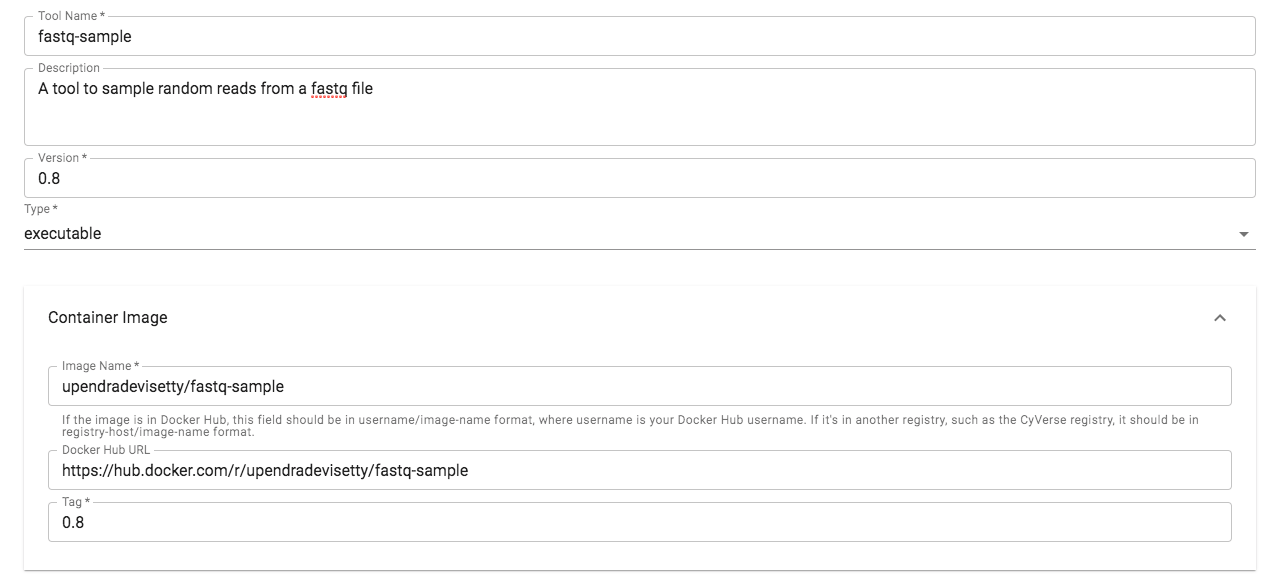 Tool Name *
fastq-sample
Description
A tool to sample random reads from a fastq file
Version *
0.8
Type *
executable
Container Image
Image Name *
upendradevisetty/fastq-sample
If the image is in Docker Hub, this field should be in username/image-name format, where username is your Docker Hub username. If it's in another registry, such as the CyVerse registry, it should be in
registry-host/image-name format.
Docker Hub URL
https://hub.docker.com/r/upendradevisetty/fastq-sample
Tag *
0.8